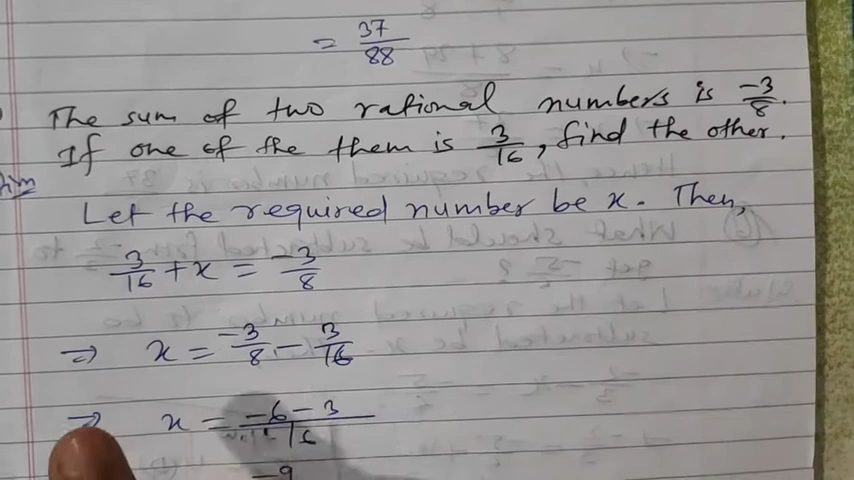 = 37/88
The sum of two rational numbers is -3/8.
If one of the them is 3/16, find the other.
Let the required number be x. Then,
3/16 + x = -3/8
⇒ x = -3/8 - 3/16
⇒ x = -6-3/16
-9